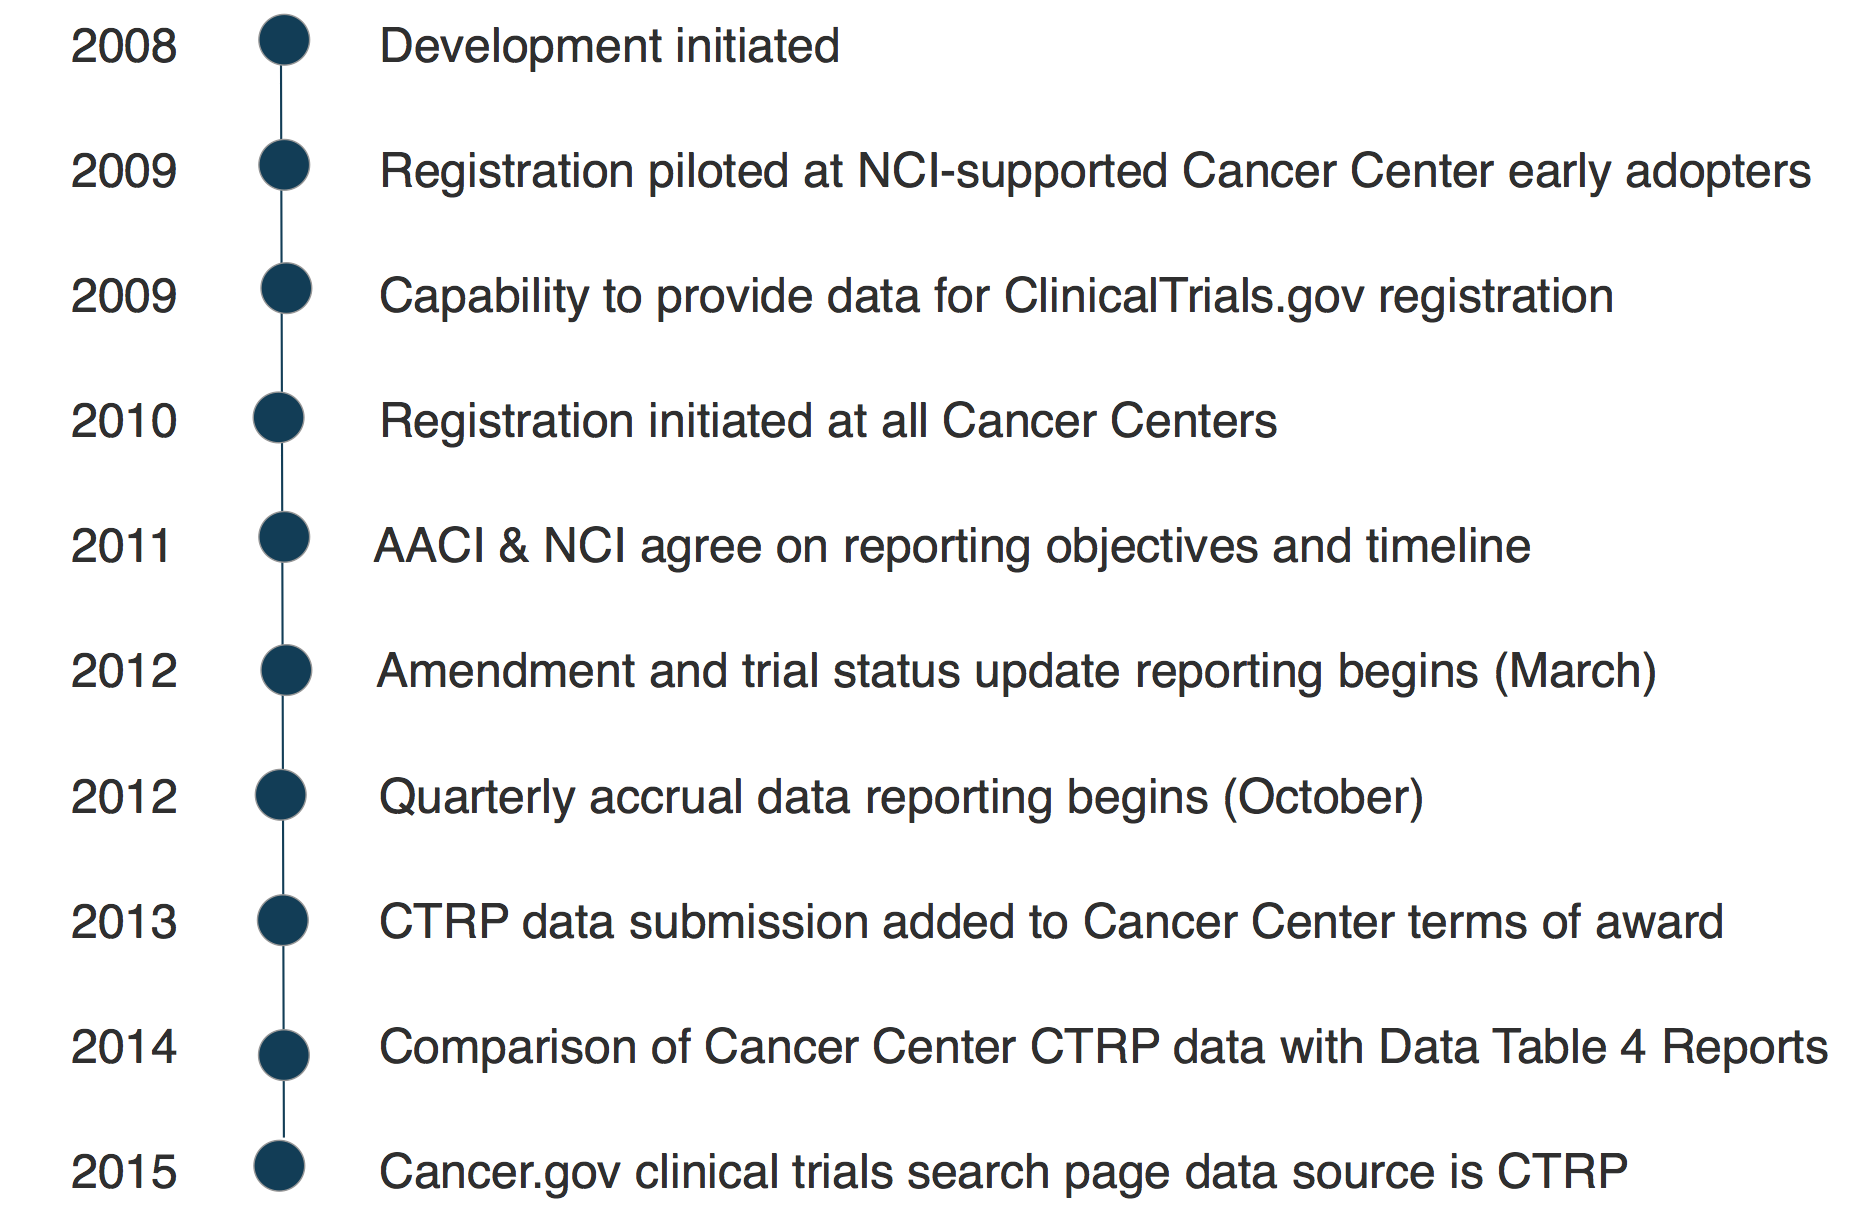 2008 Development initiated
2009 Registration piloted at NCI-supported Cancer Center early adopters
2009 Capability to provide data for ClinicalTrials.gov registration
2010 Registration initiated at all Cancer Centers
2011 AACI & NCI agree on reporting objectives and timeline
2012 Amendment and trial status update reporting begins (March)
2012 Quarterly accrual data reporting begins (October)
2013 CTRP data submission added to Cancer Center terms of award
2014 Comparison of Cancer Center CTRP data with Data Table 4 Reports
2015 Cancer.gov clinical trials search page data source is CTRP